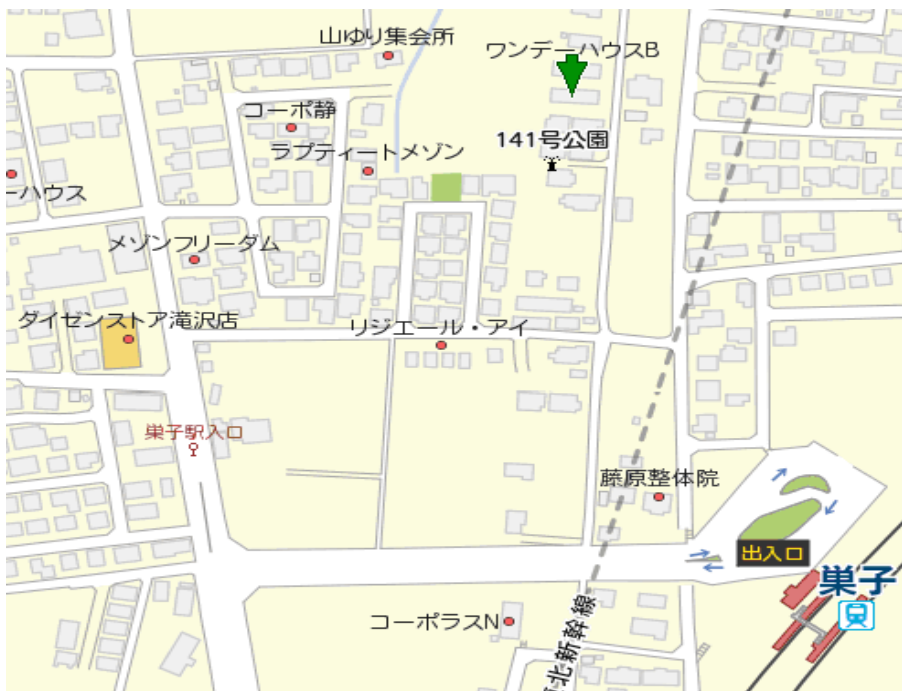 山ゆり集会所
ワンデーハウスB
コーポ静
141号公園
ラプティートメゾン
ーハウス
メゾンフリーダム
ダイゼンストア滝沢店
リジエール・アイ
巣子駅入口
藤原整体院
出入口
巣子
コーポラスN
北新幹線